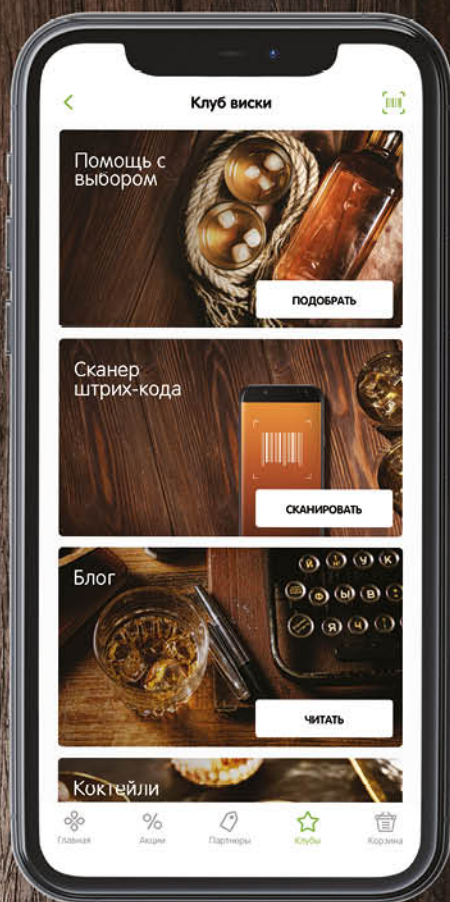 Клуб виски
Помощь с
выбором
ПОДОБРАТЬ
Сканер
штрих-кода
СКАНИРОВАТЬ
Блог
Й
У
К
Ф
Ы
В
Я
Ч
ЧИТАТЬ
Коктейли
Главная
%
Акции
Партнеры
Клубы
Корзина